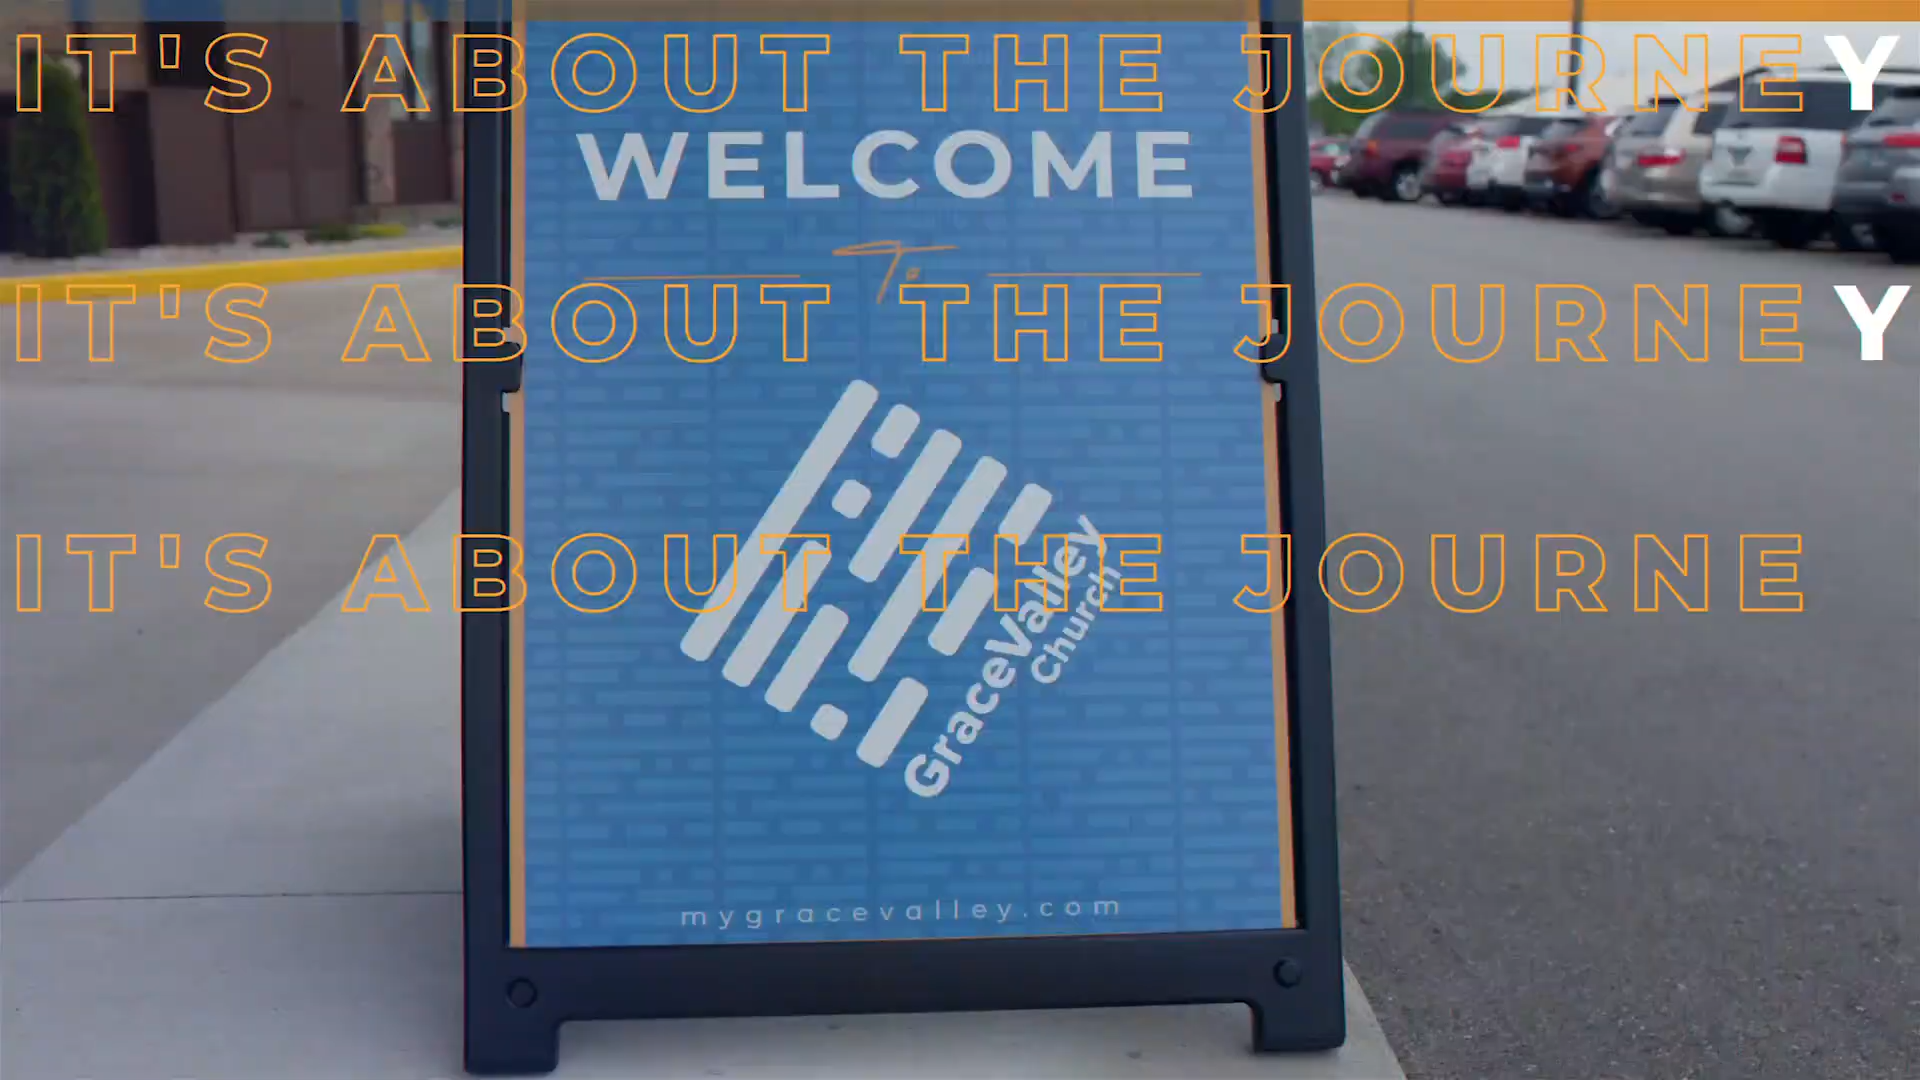 IT'S ABOUT THE JOURNEY
WELCOME
To
IT'S ABOUT THE JOURNEY
IT'S ABOUT THE JOURNE
GraceValley
Church
mygracevalley.com